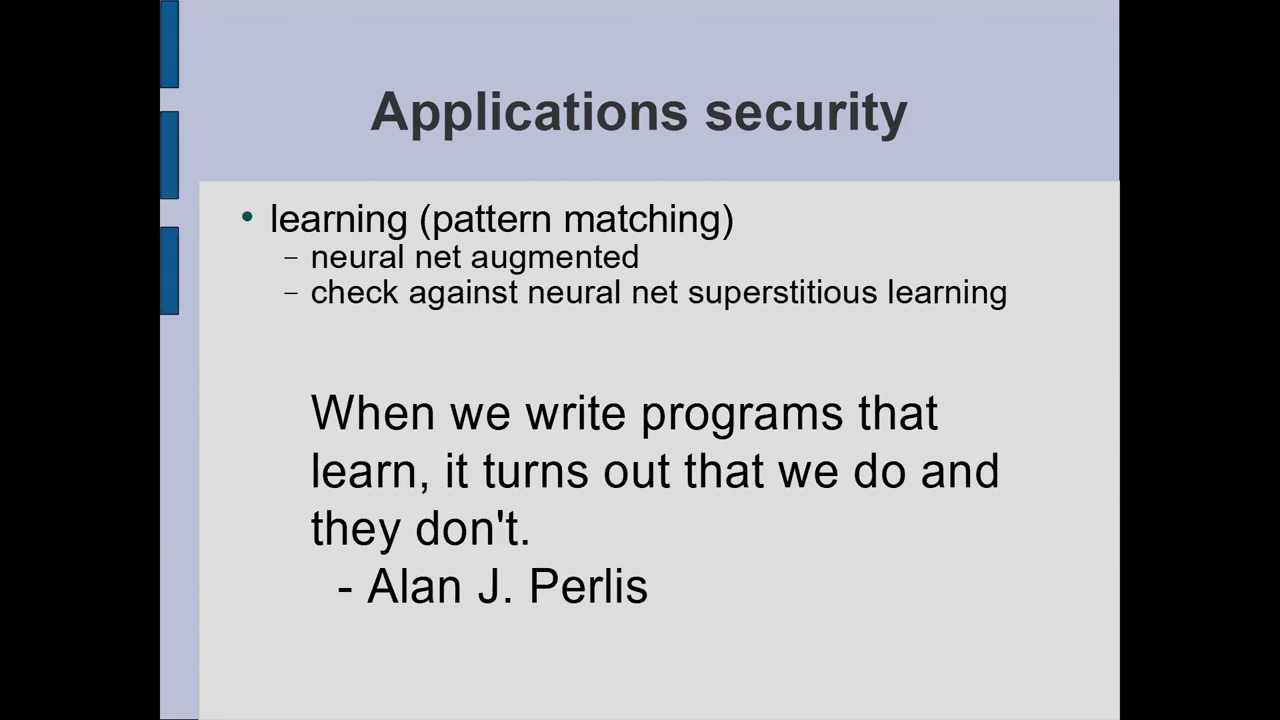 Applications security
• learning (pattern matching)
– neural net augmented
– check against neural net superstitious learning
When we write programs that
learn, it turns out that we do and
they don't.
- Alan J. Perlis